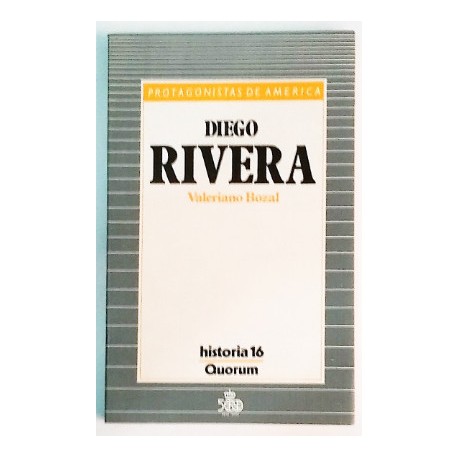 PROTAGONISTAS DE AMERICA
DIEGO
RIVERA
Valeriano Bozal
historia 16
Quorum